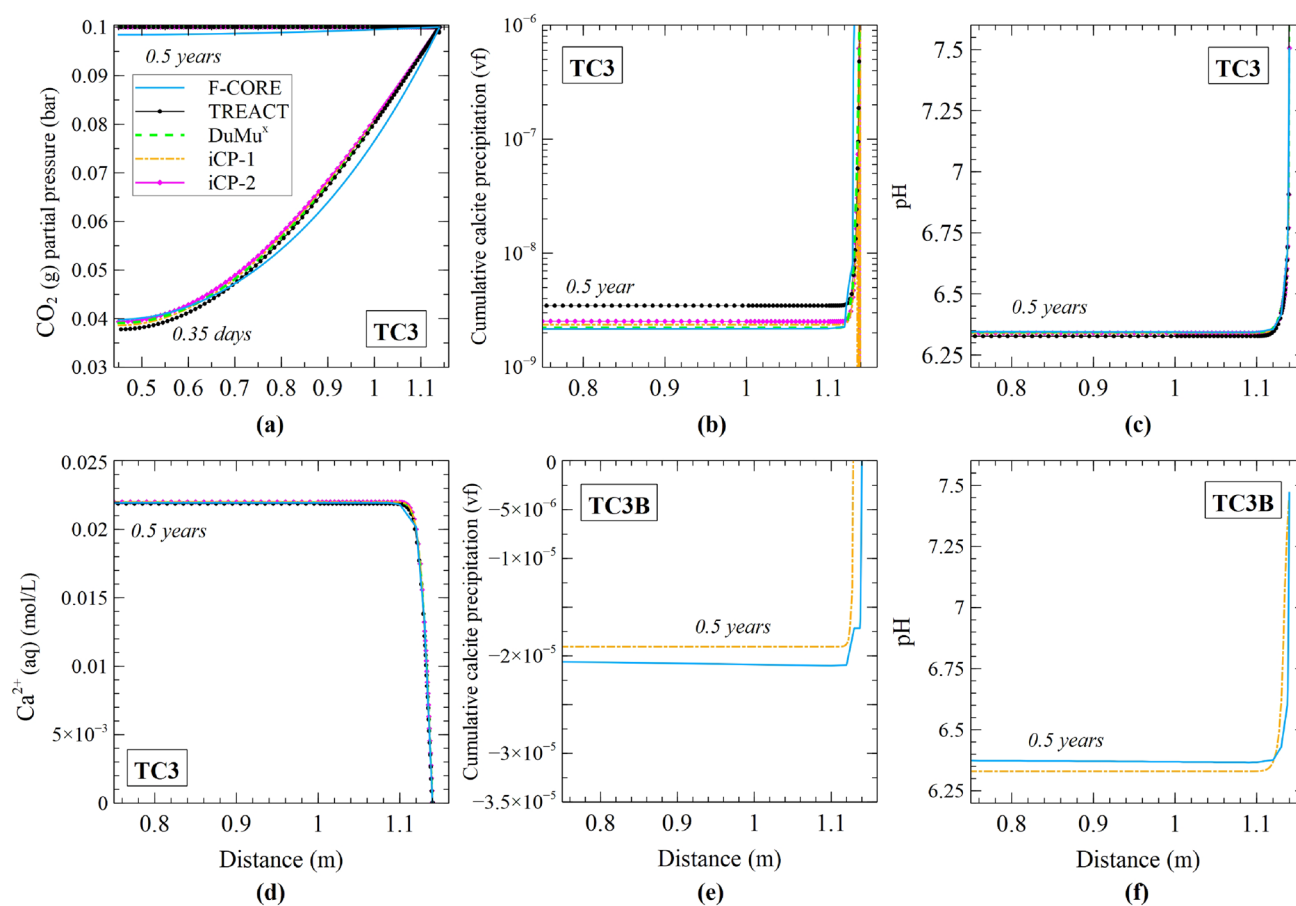 0.1
0.09
0.08
0.07
0.06
0.05
0.04
0.03
CO₂ (g) partial pressure (bar)
0.5 years
F-CORE
TREACT
DuMuˣ
iCP-1
iCP-2
0.35 days
TC3
0.5 0.6 0.7 0.8 0.9 1 1.1
(a)
10⁻⁶
10⁻⁷
10⁻⁸
10⁻⁹
Cumulative calcite precipitation (vf)
TC3
0.5 year
0.8 0.9 1 1.1
(b)
7.5
7.25
7
6.75
6.5
6.25
pH
TC3
0.5 years
0.8 0.9 1 1.1
(c)
0.025
0.02
0.015
0.01
5×10⁻³
0
Ca²⁺ (aq) (mol/L)
0.5 years
TC3
0.8 0.9 1 1.1
Distance (m)
(d)
0
−5×10⁻⁶
−1×10⁻⁵
−2×10⁻⁵
−3×10⁻⁵
−3.5×10⁻⁵
Cumulative calcite precipitation (vf)
TC3B
0.5 years
0.8 0.9 1 1.1
Distance (m)
(e)
7.5
7.25
7
6.75
6.5
6.25
pH
TC3B
0.5 years
0.8 0.9 1 1.1
Distance (m)
(f)